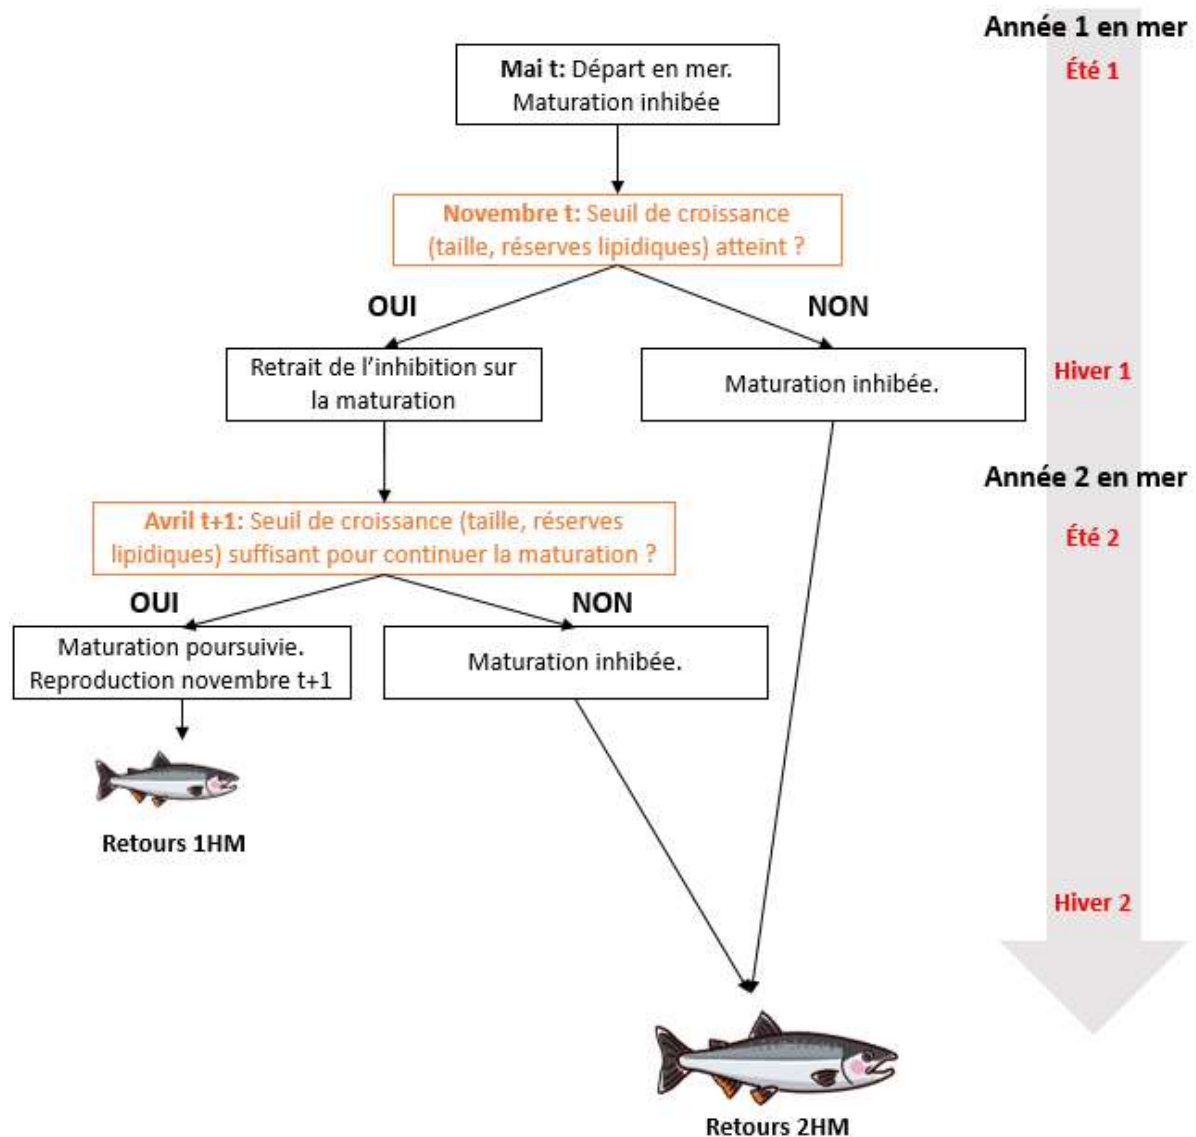 Année 1 en mer
Mai t: Départ en mer.
Maturation inhibée
Été 1
Novembre t: Seuil de croissance
(taille, réserves lipidiques) atteint ?
OUI
NON
Retrait de l'inhibition sur
la maturation
Maturation inhibée.
Hiver 1
Année 2 en mer
Avril t+1: Seuil de croissance (taille, réserves
lipidiques) suffisant pour continuer la maturation ?
Été 2
OUI
NON
Maturation poursuivie.
Reproduction novembre t+1
Maturation inhibée.
Retours 1HM
Hiver 2
Retours 2HM